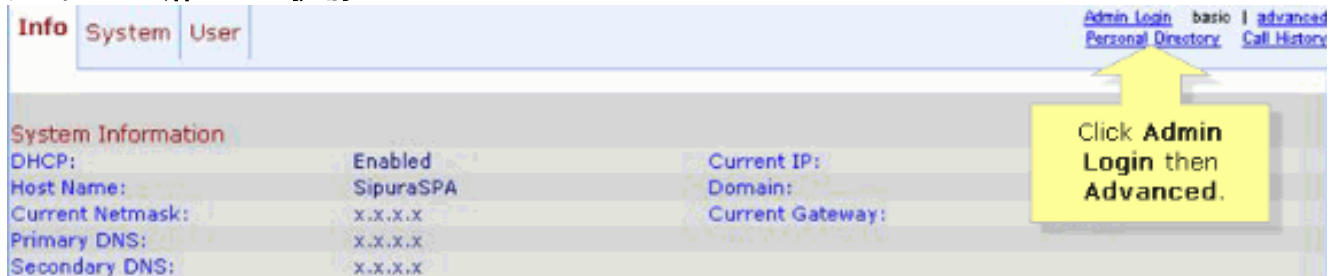 Info System User
Admin Login basic | advanced
Personal Directory Call History
Click Admin
Login then
Advanced.
System Information
DHCP: Enabled Current IP:
Host Name: SipuraSPA Domain:
Current Netmask: x.x.x.x Current Gateway:
Primary DNS: x.x.x.x
Secondary DNS: x.x.x.x